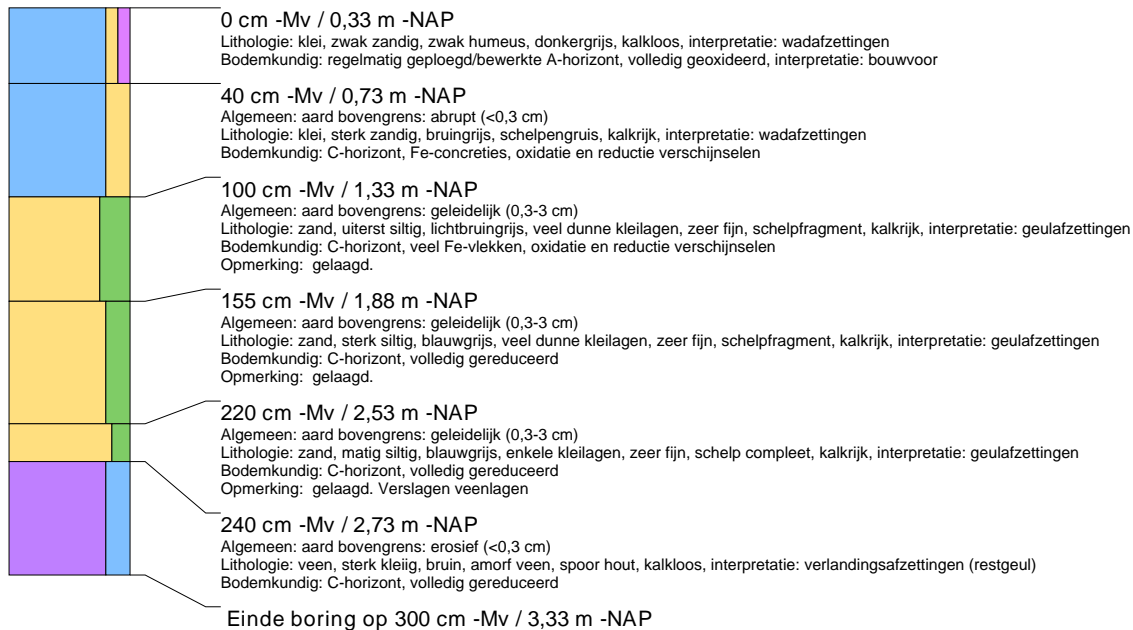 0 cm -Mv / 0,33 m -NAP
Lithologie: klei, zwak zandig, zwak humeus, donkergrijs, kalkloos, interpretatie: wadafzettingen
Bodemkundig: regelmatig geploegd/bewerkte A-horizont, volledig geoxideerd, interpretatie: bouwvoor
40 cm -Mv / 0,73 m -NAP
Algemeen: aard bovengrens: abrupt (<0,3 cm)
Lithologie: klei, sterk zandig, bruingrijs, schelpengruis, kalkrijk, interpretatie: wadafzettingen
Bodemkundig: C-horizont, Fe-concreties, oxidatie en reductie verschijnselen
100 cm -Mv / 1,33 m -NAP
Algemeen: aard bovengrens: geleidelijk (0,3-3 cm)
Lithologie: zand, uiterst siltig, lichtbruingrijs, veel dunne kleilagen, zeer fijn, schelpfragment, kalkrijk, interpretatie: geulafzettingen
Bodemkundig: C-horizont, veel Fe-vlekken, oxidatie en reductie verschijnselen
Opmerking: gelaagd.
155 cm -Mv / 1,88 m -NAP
Algemeen: aard bovengrens: geleidelijk (0,3-3 cm)
Lithologie: zand, sterk siltig, blauwgrijs, veel dunne kleilagen, zeer fijn, schelpfragment, kalkrijk, interpretatie: geulafzettingen
Bodemkundig: C-horizont, volledig gereduceerd
Opmerking: gelaagd.
220 cm -Mv / 2,53 m -NAP
Algemeen: aard bovengrens: geleidelijk (0,3-3 cm)
Lithologie: zand, matig siltig, blauwgrijs, enkele kleilagen, zeer fijn, schelp compleet, kalkrijk, interpretatie: geulafzettingen
Bodemkundig: C-horizont, volledig gereduceerd
Opmerking: gelaagd. Verslagen veenlagen
240 cm -Mv / 2,73 m -NAP
Algemeen: aard bovengrens: erosief (<0,3 cm)
Lithologie: veen, sterk kleiig, bruin, amorf veen, spoor hout, kalkloos, interpretatie: verlandingsafzettingen (restgeul)
Bodemkundig: C-horizont, volledig gereduceerd
Einde boring op 300 cm -Mv / 3,33 m -NAP